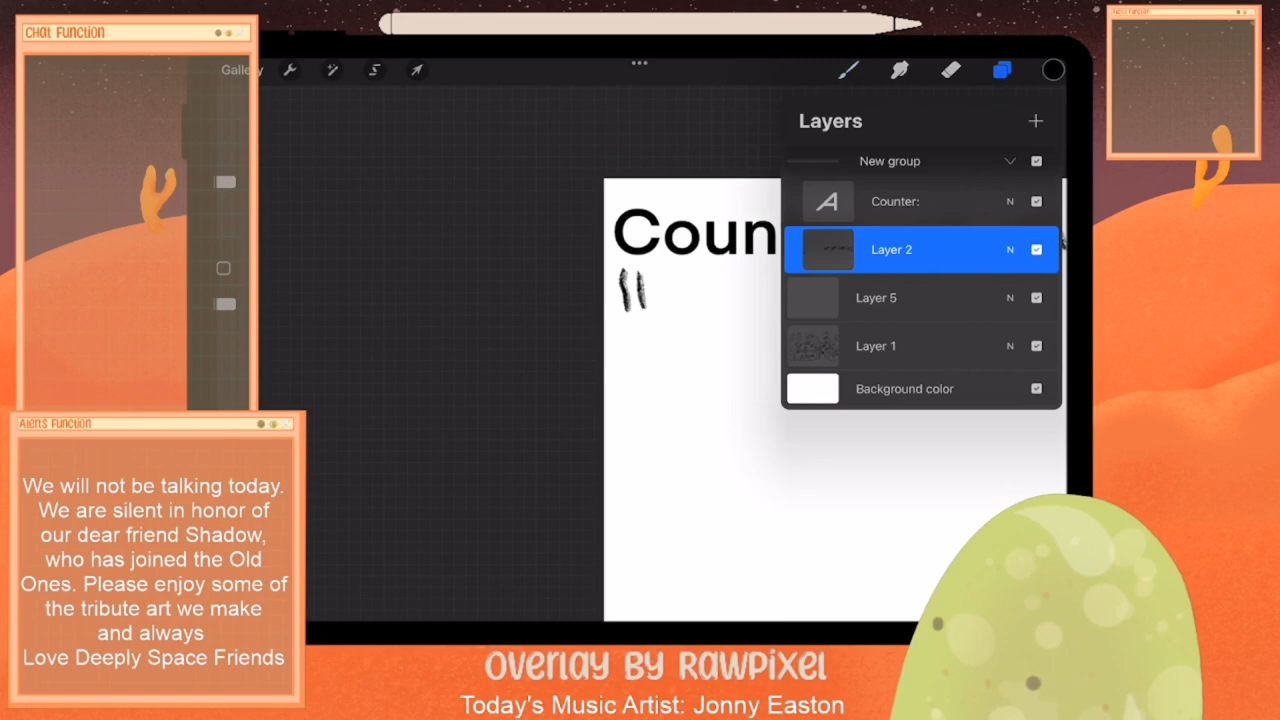 Chat Function
Alerts Function
Gallery
Layers
New group
Counter:
N
Layer 2
N
Layer 5
N
Layer 1
N
Background color
Coun
Alerts Function
We will not be talking today.
We are silent in honor of
our dear friend Shadow,
who has joined the Old
Ones. Please enjoy some of
the tribute art we make
and always
Love Deeply Space Friends
Overlay by Rawpixel
Today's Music Artist: Jonny Easton